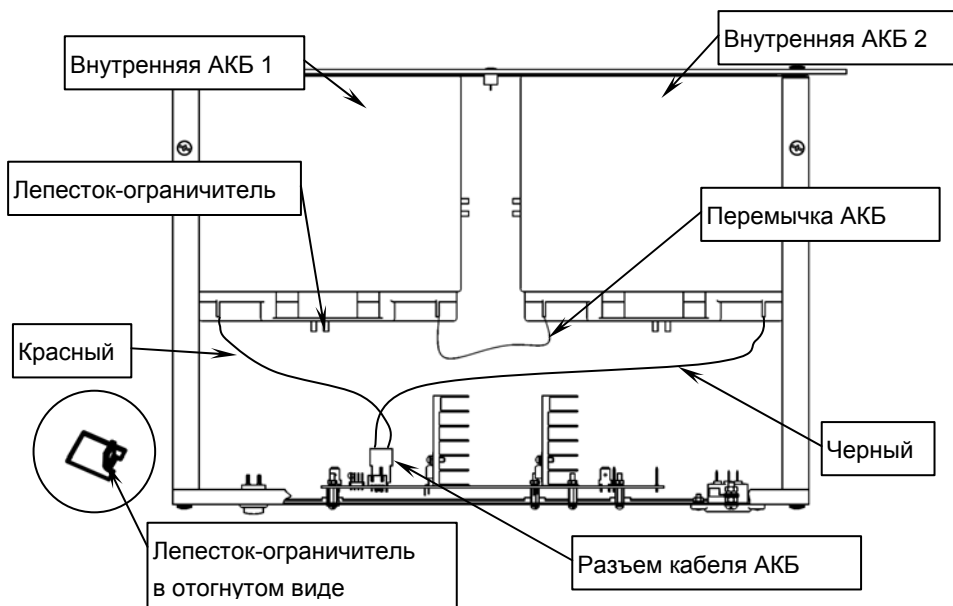 Внутренняя АКБ 1
Внутренняя АКБ 2
Лепесток-ограничитель
Перемычка АКБ
Красный
Черный
Лепесток-ограничитель
в отогнутом виде
Разъем кабеля АКБ